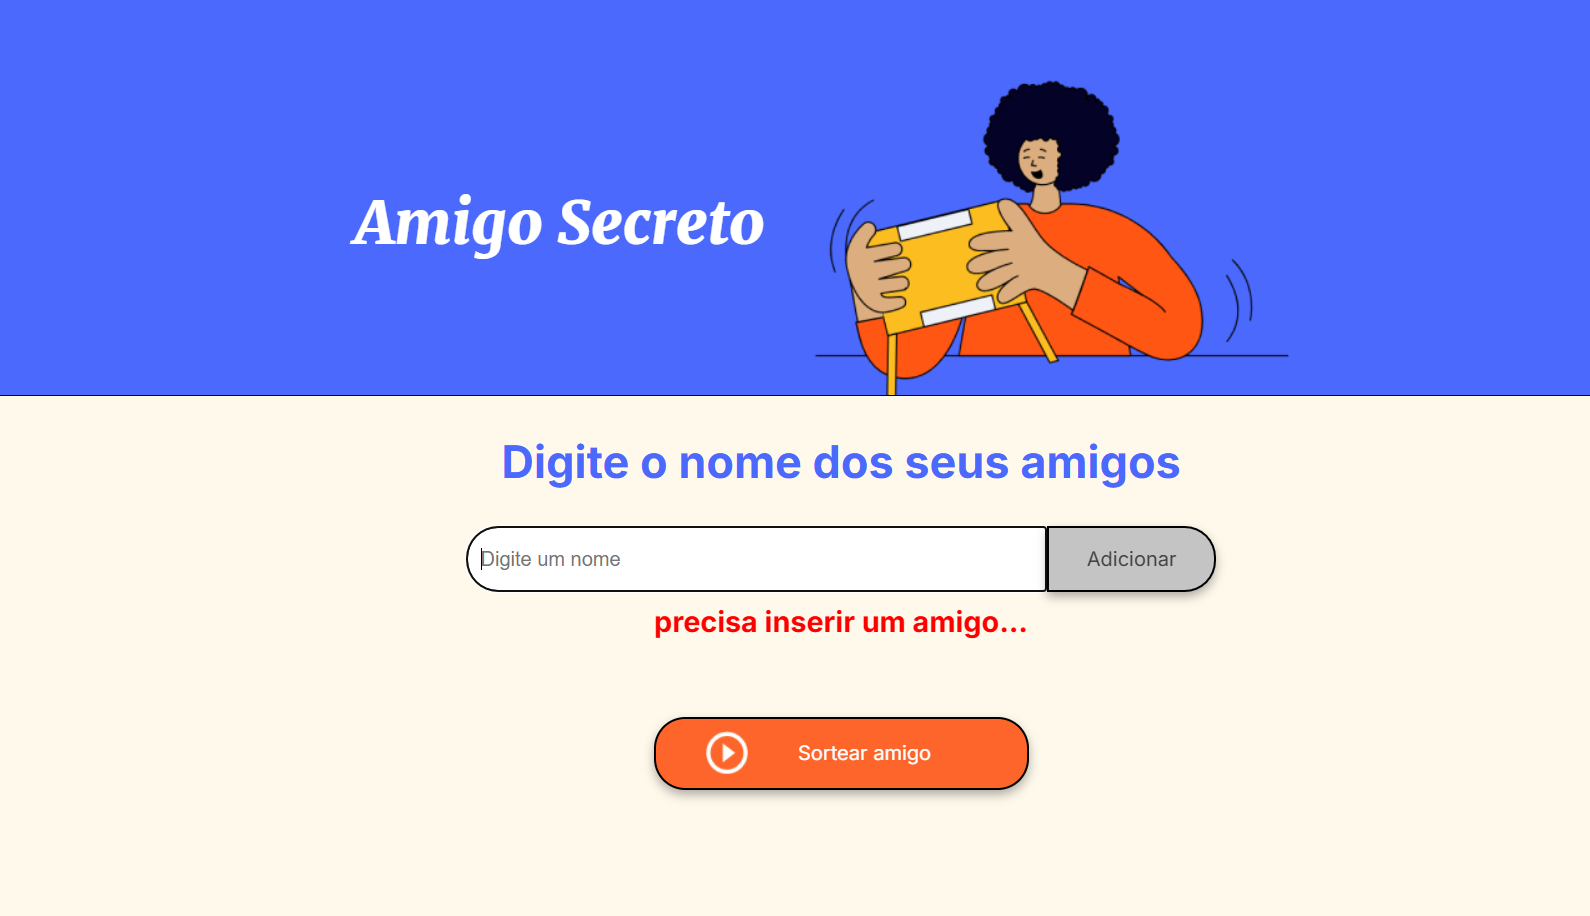 Amigo Secreto
Digite o nome dos seus amigos
Digite um nome
Adicionar
precisa inserir um amigo...
Sortear amigo